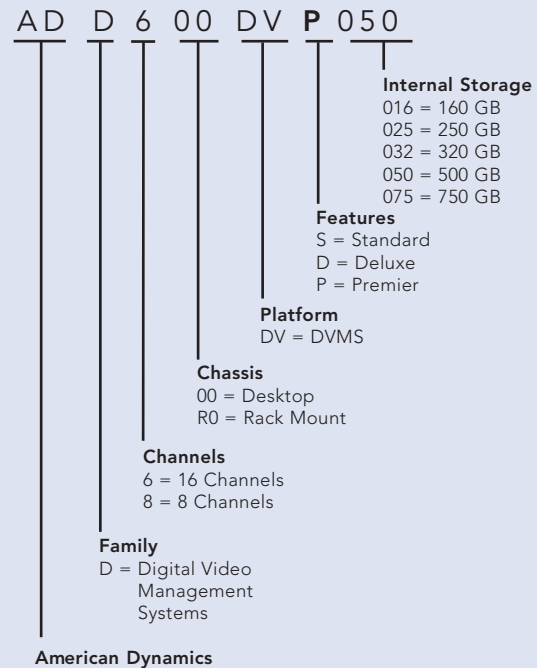 AD D 6 00 DV P 050
Internal Storage
016 = 160 GB
025 = 250 GB
032 = 320 GB
050 = 500 GB
075 = 750 GB
Features
S = Standard
D = Deluxe
P = Premier
Platform
DV = DVMS
Chassis
00 = Desktop
R0 = Rack Mount
Channels
6 = 16 Channels
8 = 8 Channels
Family
D = Digital Video
Management
Systems
American Dynamics